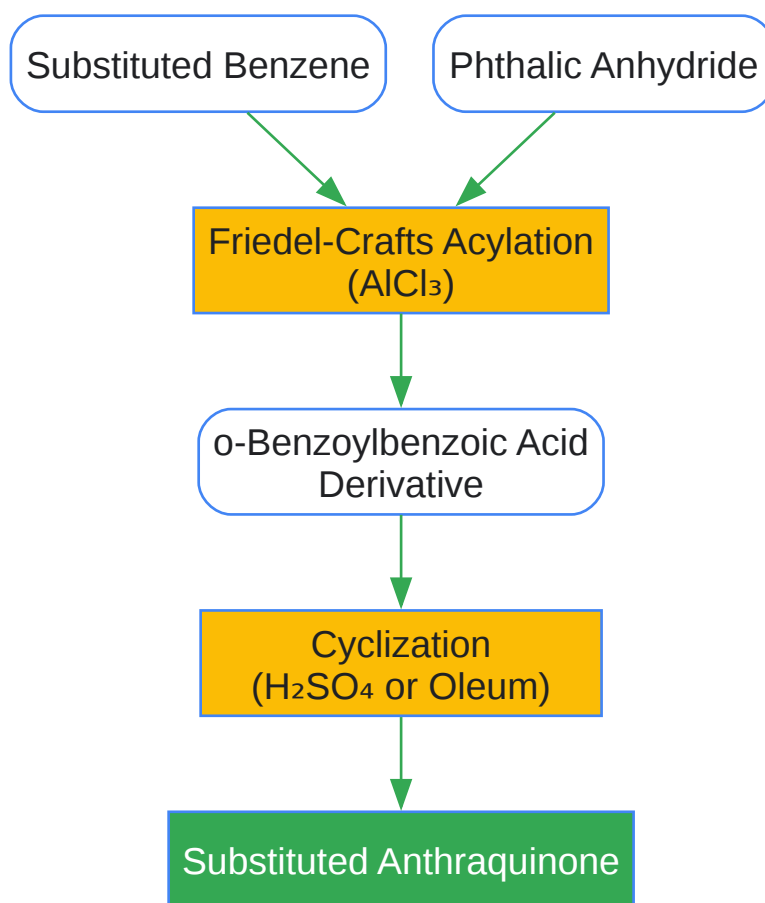 Substituted Benzene
Phthalic Anhydride
Friedel-Crafts Acylation
(AlCl₃)
o-Benzoylbenzoic Acid
Derivative
Cyclization
(H₂SO₄ or Oleum)
Substituted Anthraquinone